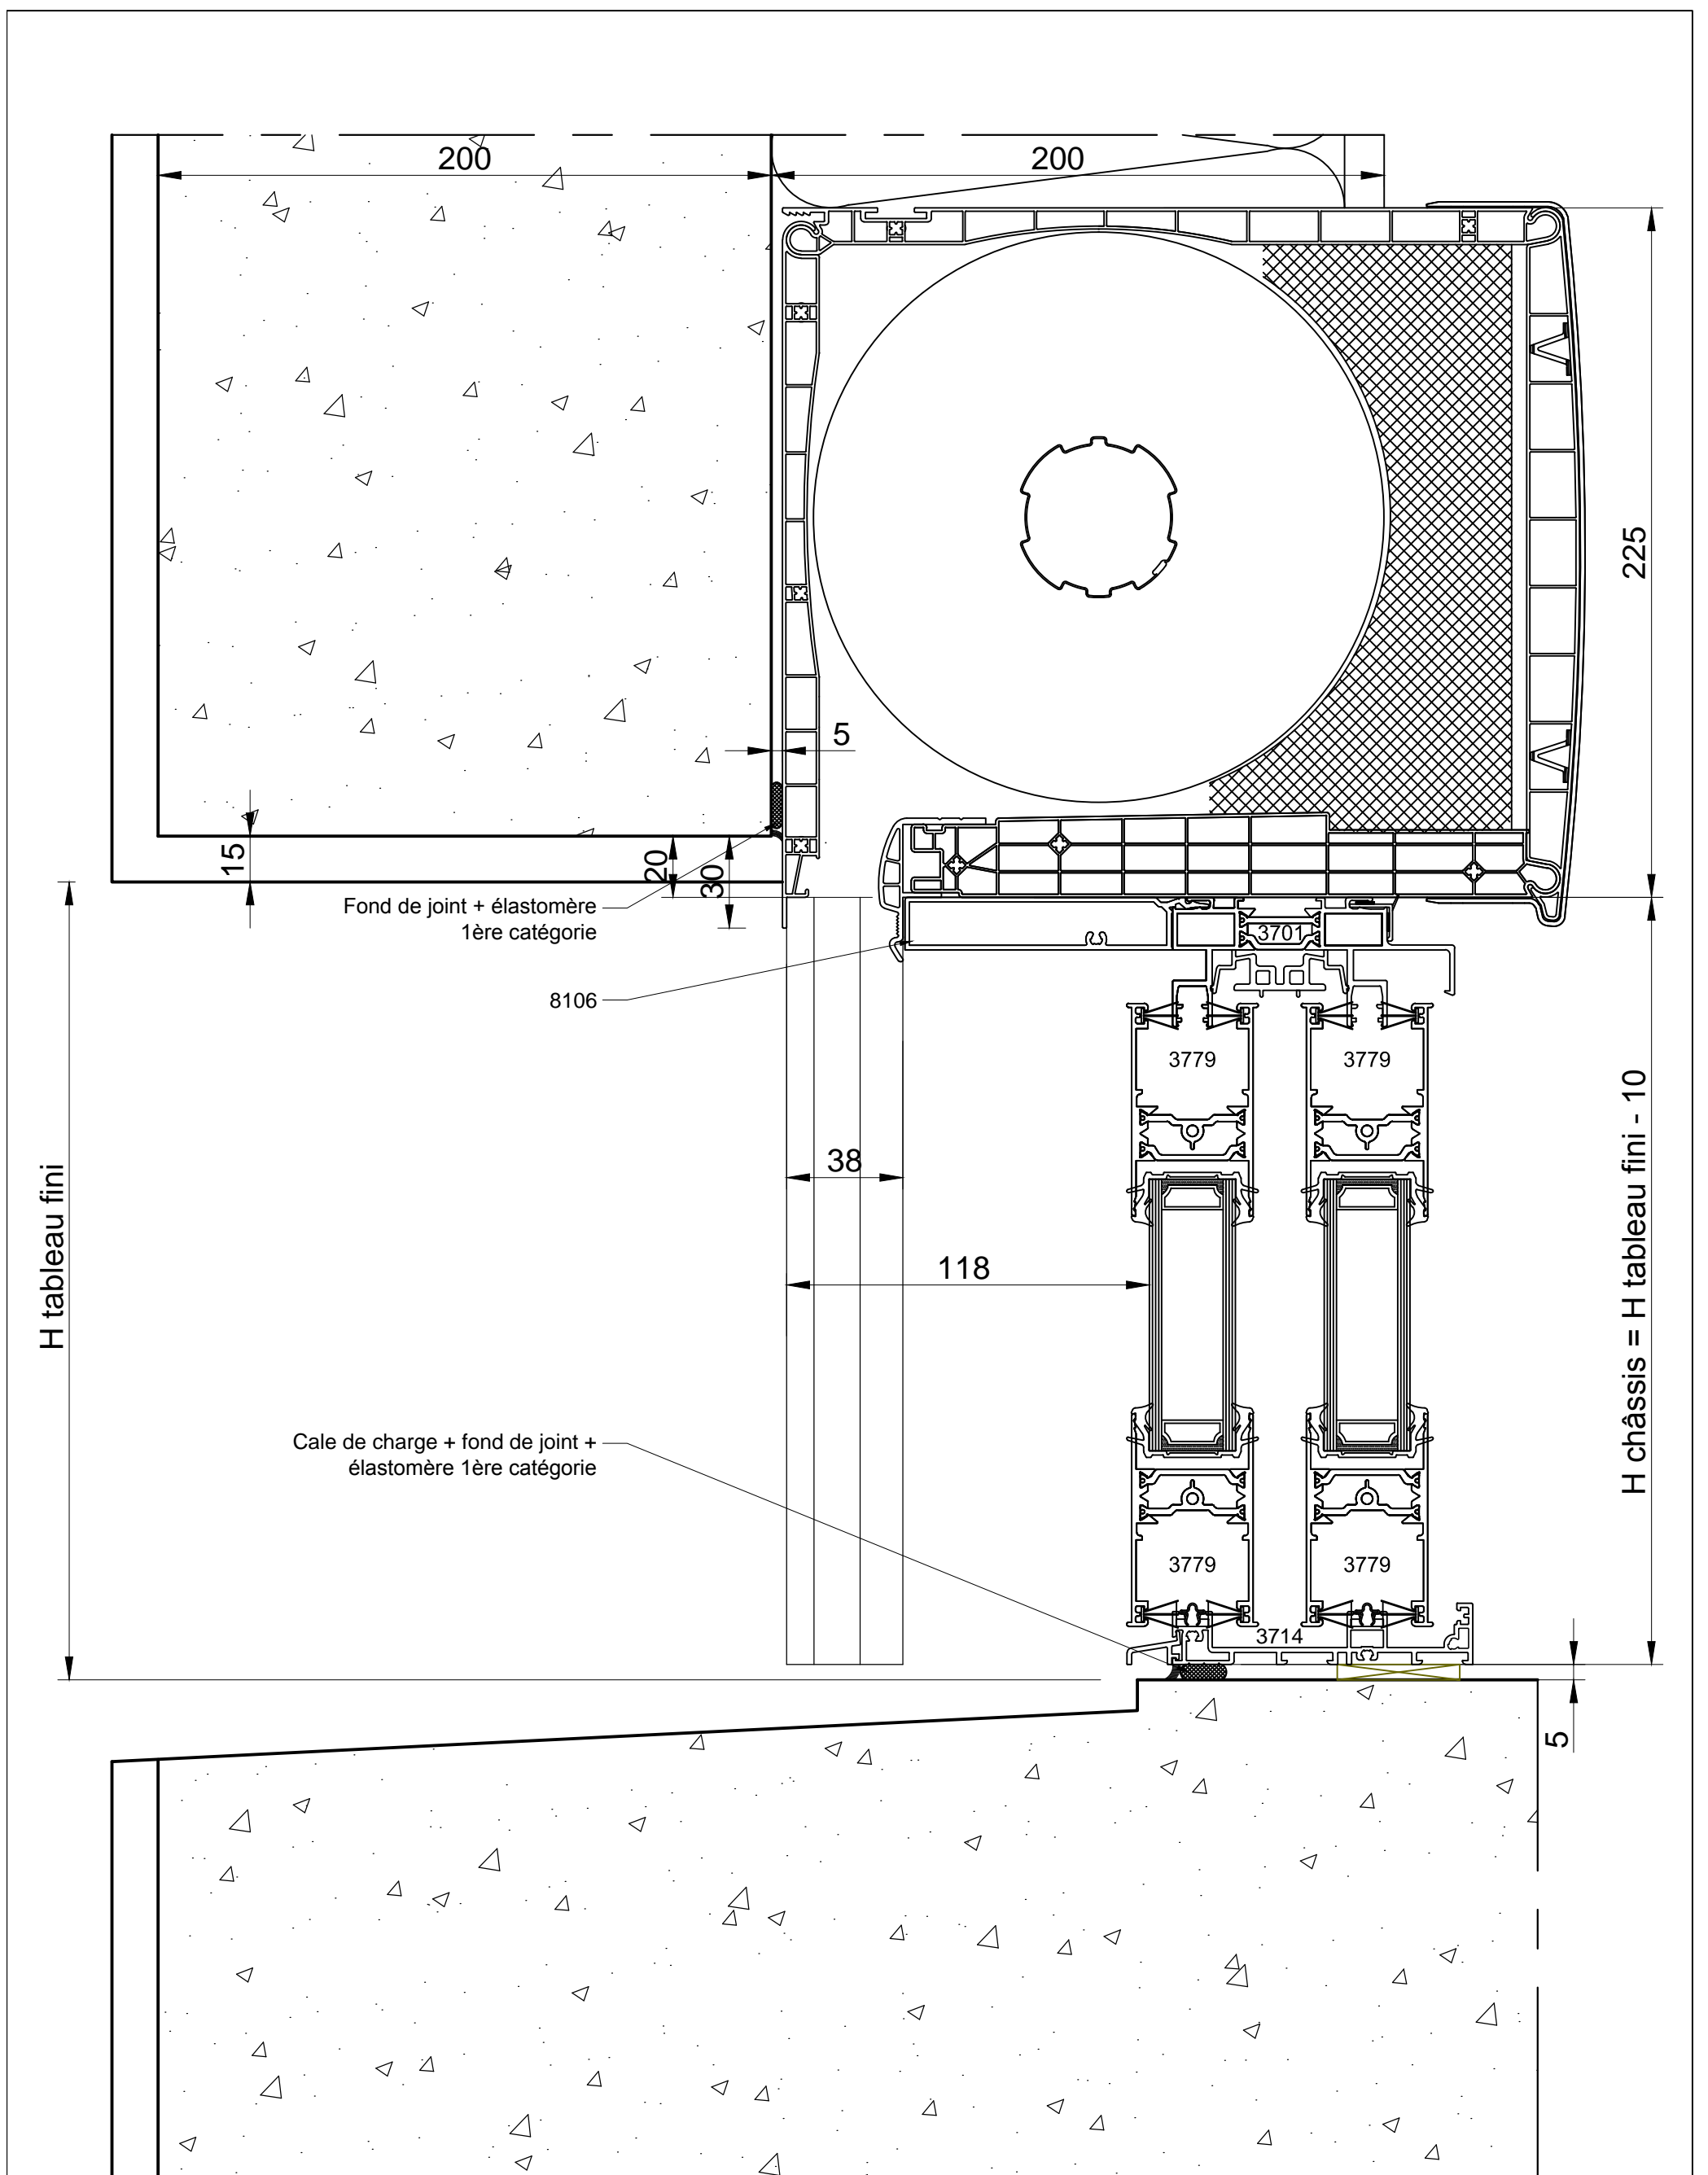 200
200
225
5
15
20
30
Fond de joint + élastomère
1ère catégorie
3701
8106
3779
3779
H tableau fini
38
118
H châssis = H tableau fini - 10
Cale de charge + fond de joint +
élastomère 1ère catégorie
3779
3779
3714
5